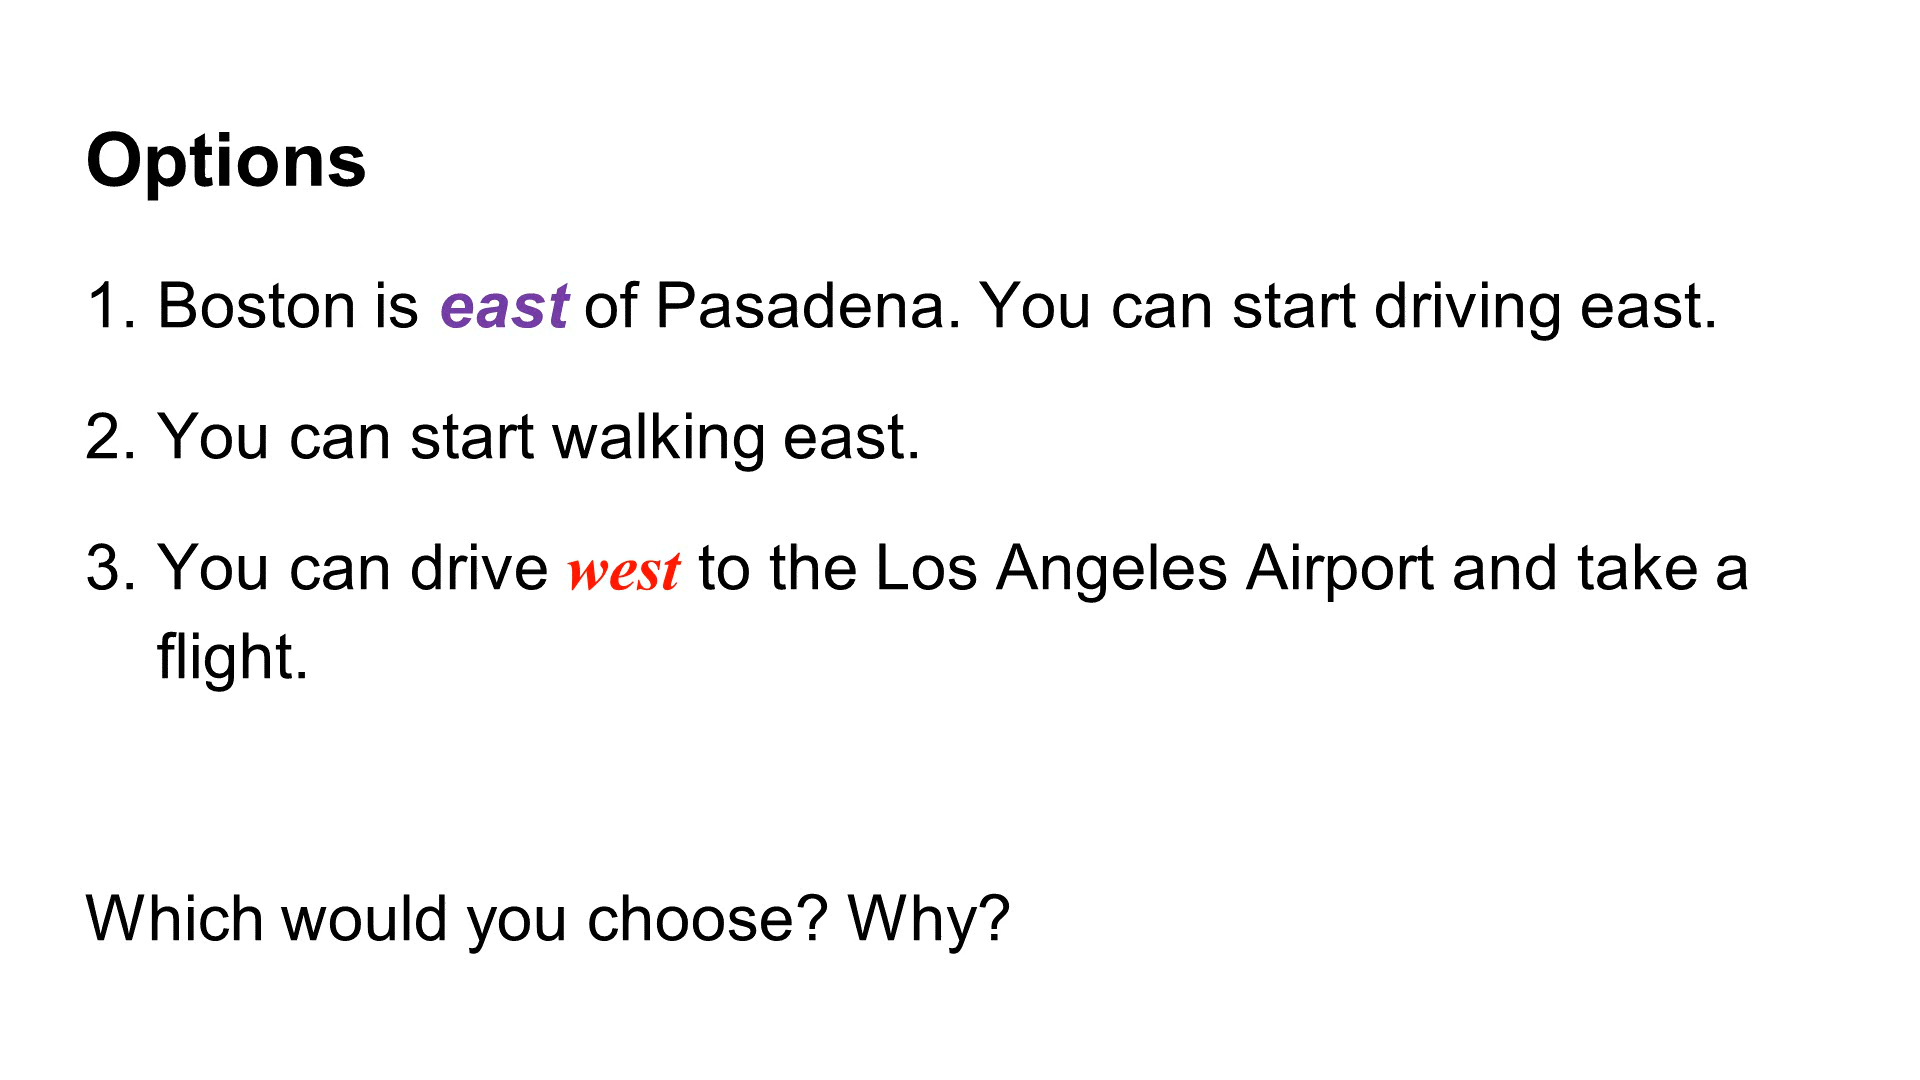 Options
1. Boston is east of Pasadena. You can start driving east.
2. You can start walking east.
3. You can drive west to the Los Angeles Airport and take a
flight.
Which would you choose? Why?